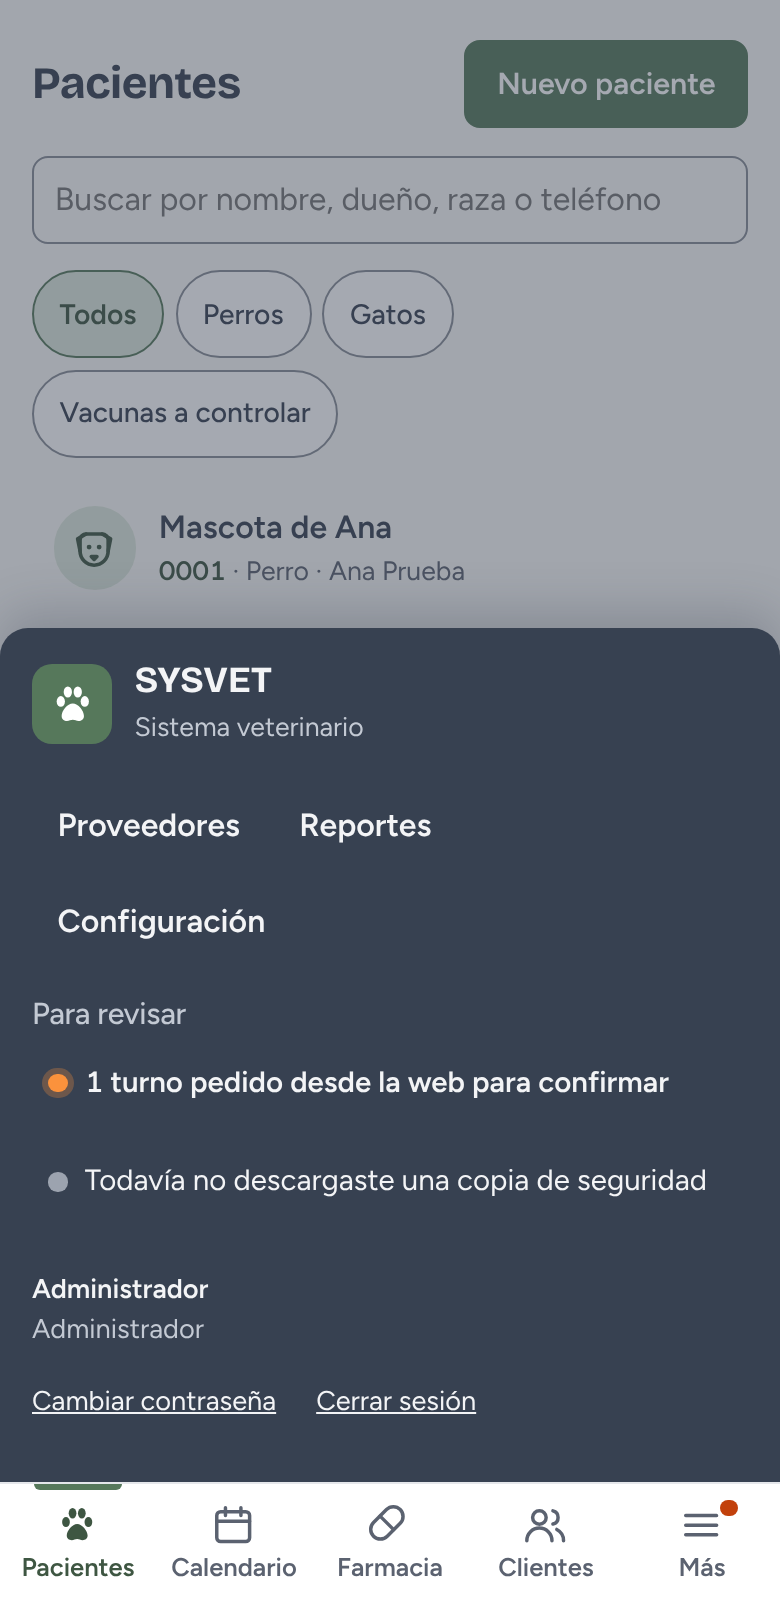 Pacientes
Nuevo paciente
Buscar por nombre, dueño, raza o teléfono
Todos
Perros
Gatos
Vacunas a controlar
Mascota de Ana
0001 · Perro · Ana Prueba
SYSVET
Sistema veterinario
Proveedores
Reportes
Configuración
Para revisar
1 turno pedido desde la web para confirmar
Todavía no descargaste una copia de seguridad
Administrador
Administrador
Cambiar contraseña
Cerrar sesión
Pacientes
Calendario
Farmacia
Clientes
Más